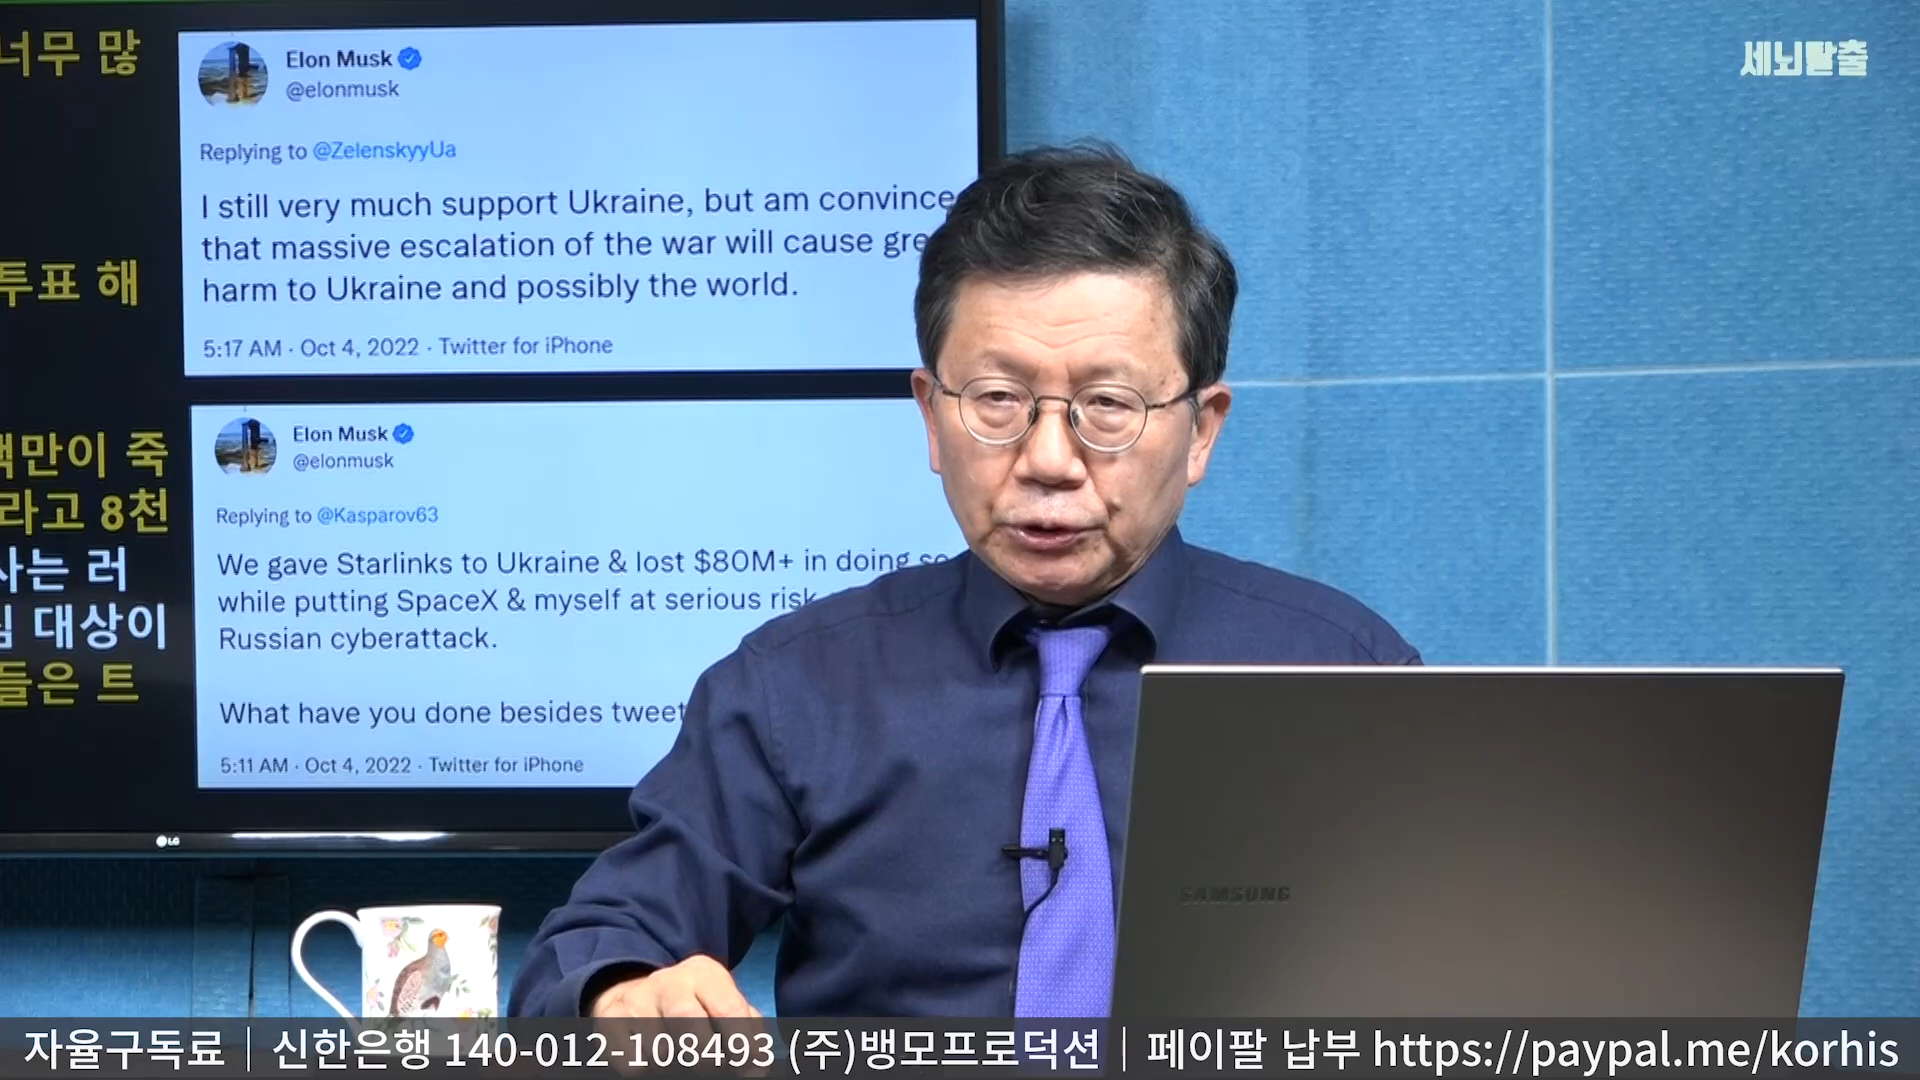 너무 많
투표 해
백만이 죽
라고 8천
사는 러
심 대상이
들은 트
Elon Musk
@elonmusk
Replying to @ZelenskyyUa
I still very much support Ukraine, but am convince
that massive escalation of the war will cause gre
harm to Ukraine and possibly the world.
5:17 AM · Oct 4, 2022 · Twitter for iPhone
Elon Musk
@elonmusk
Replying to @Kasparov63
We gave Starlinks to Ukraine & lost $80M+ in doing so
while putting SpaceX & myself at serious risk
Russian cyberattack.
What have you done besides tweet
5:11 AM · Oct 4, 2022 · Twitter for iPhone
LG
세뇌탈출
SAMSUNG
자율구독료｜신한은행 140-012-108493 (주)뱅모프로덕션｜페이팔 납부 https://paypal.me/korhis